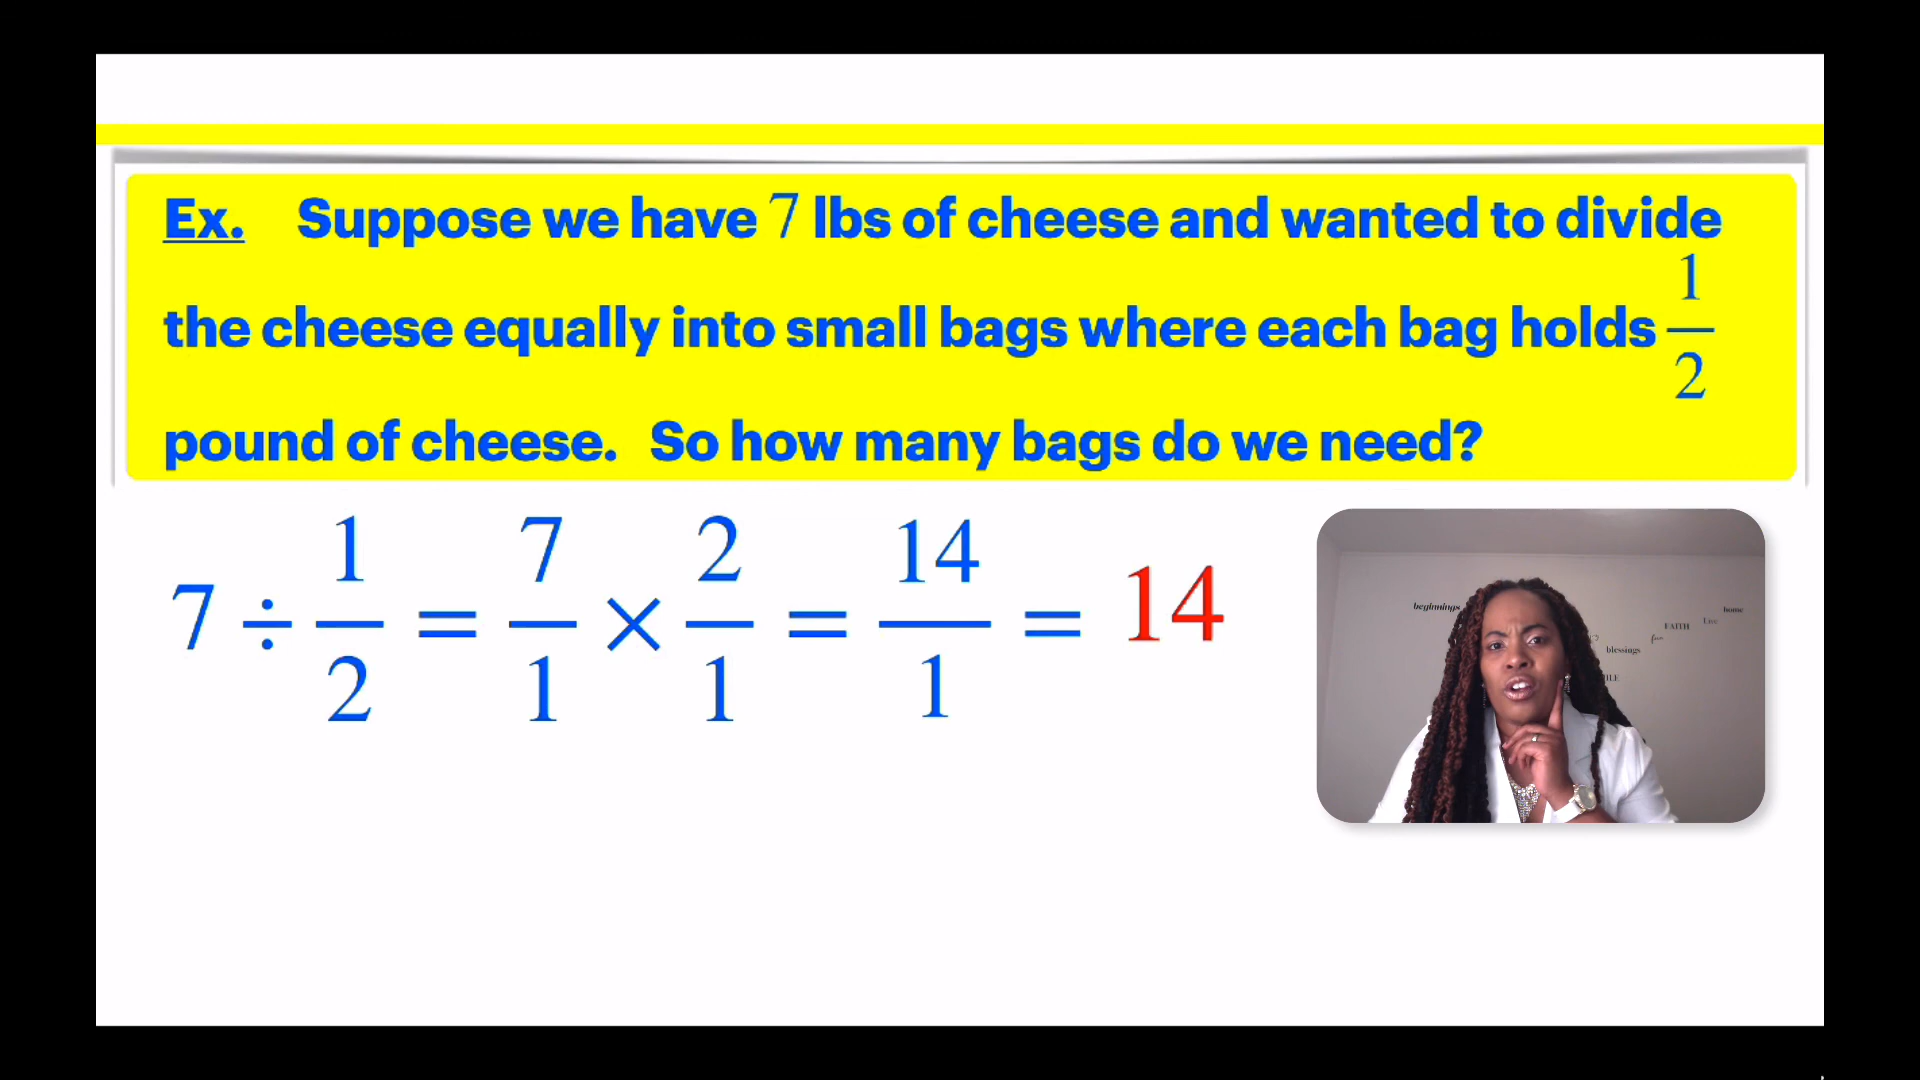 Ex. Suppose we have 7 lbs of cheese and wanted to divide
the cheese equally into small bags where each bag holds 1/2
pound of cheese. So how many bags do we need?
7 ÷ 1/2 = 7/1 × 2/1 = 14/1 = 14
beginnings
home
Live
FAITH
fun
blessings